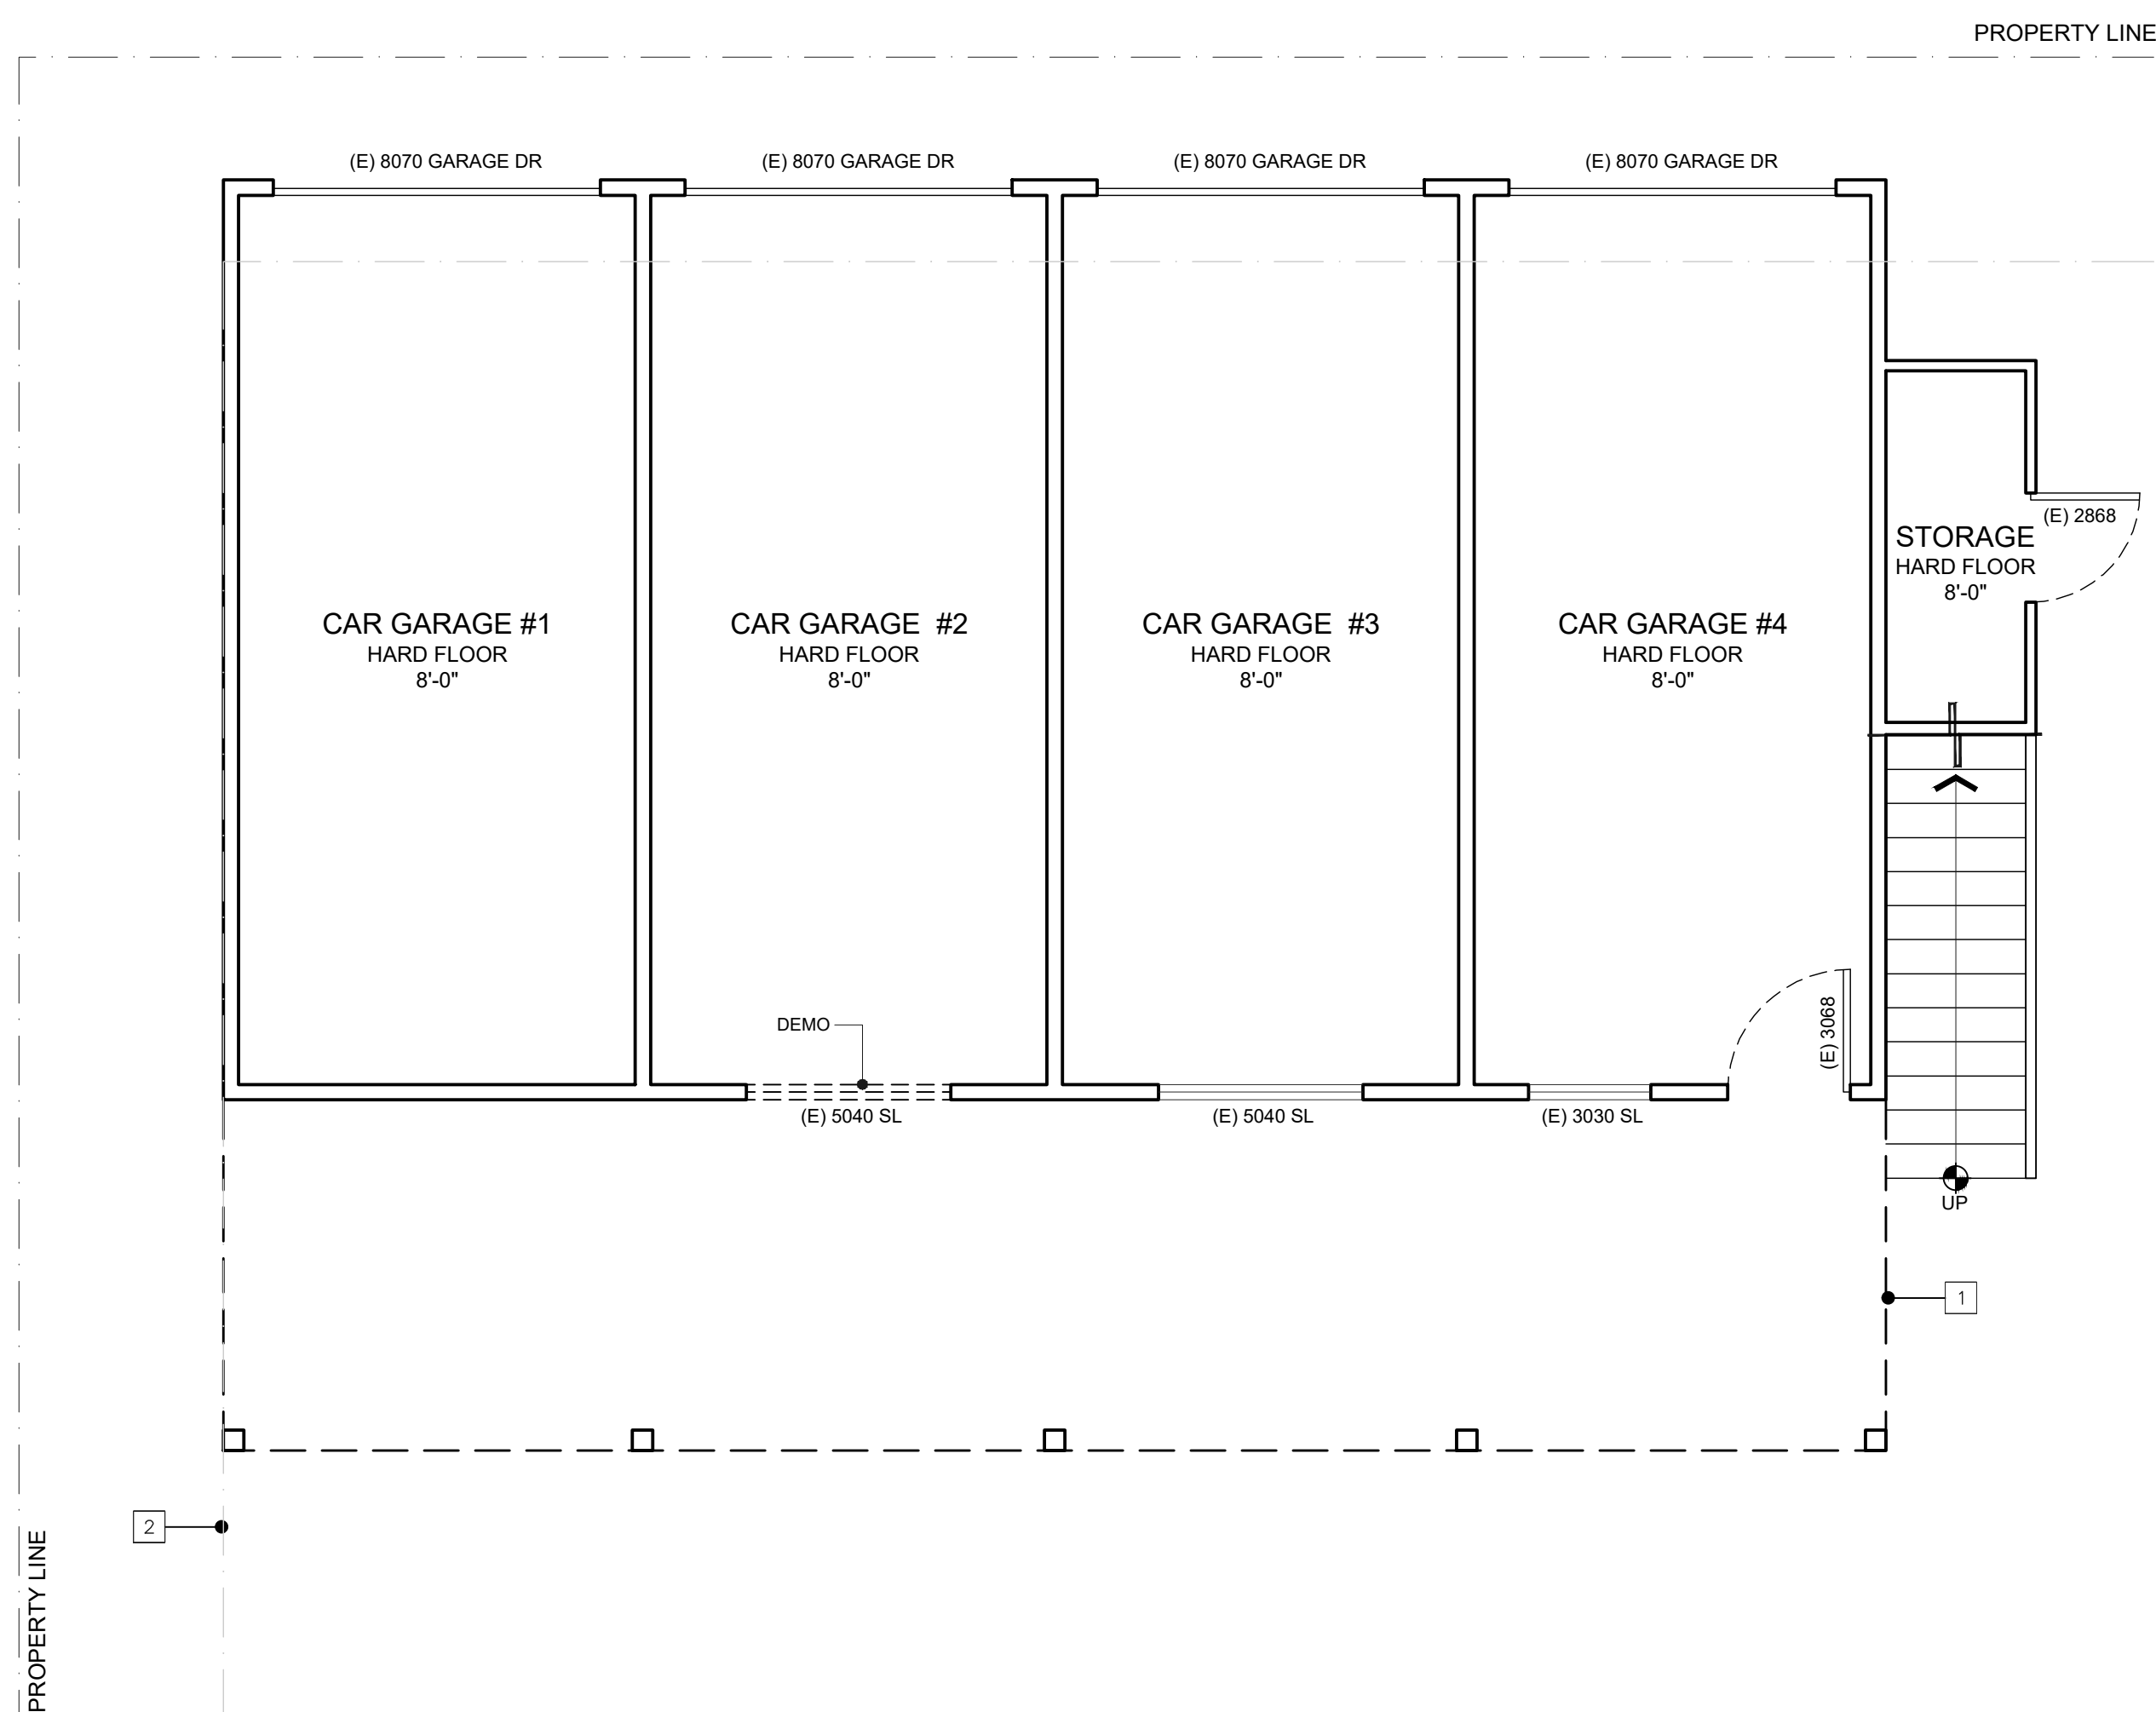 PROPERTY LINE
(E) 8070 GARAGE DR
(E) 8070 GARAGE DR
(E) 8070 GARAGE DR
(E) 8070 GARAGE DR
(E) 2868
STORAGE
HARD FLOOR
8'-0"
CAR GARAGE #1
HARD FLOOR
8'-0"
CAR GARAGE #2
HARD FLOOR
8'-0"
CAR GARAGE #3
HARD FLOOR
8'-0"
CAR GARAGE #4
HARD FLOOR
8'-0"
DEMO
(E) 3068
(E) 5040 SL
(E) 5040 SL
(E) 3030 SL
UP
1
2
PROPERTY LINE